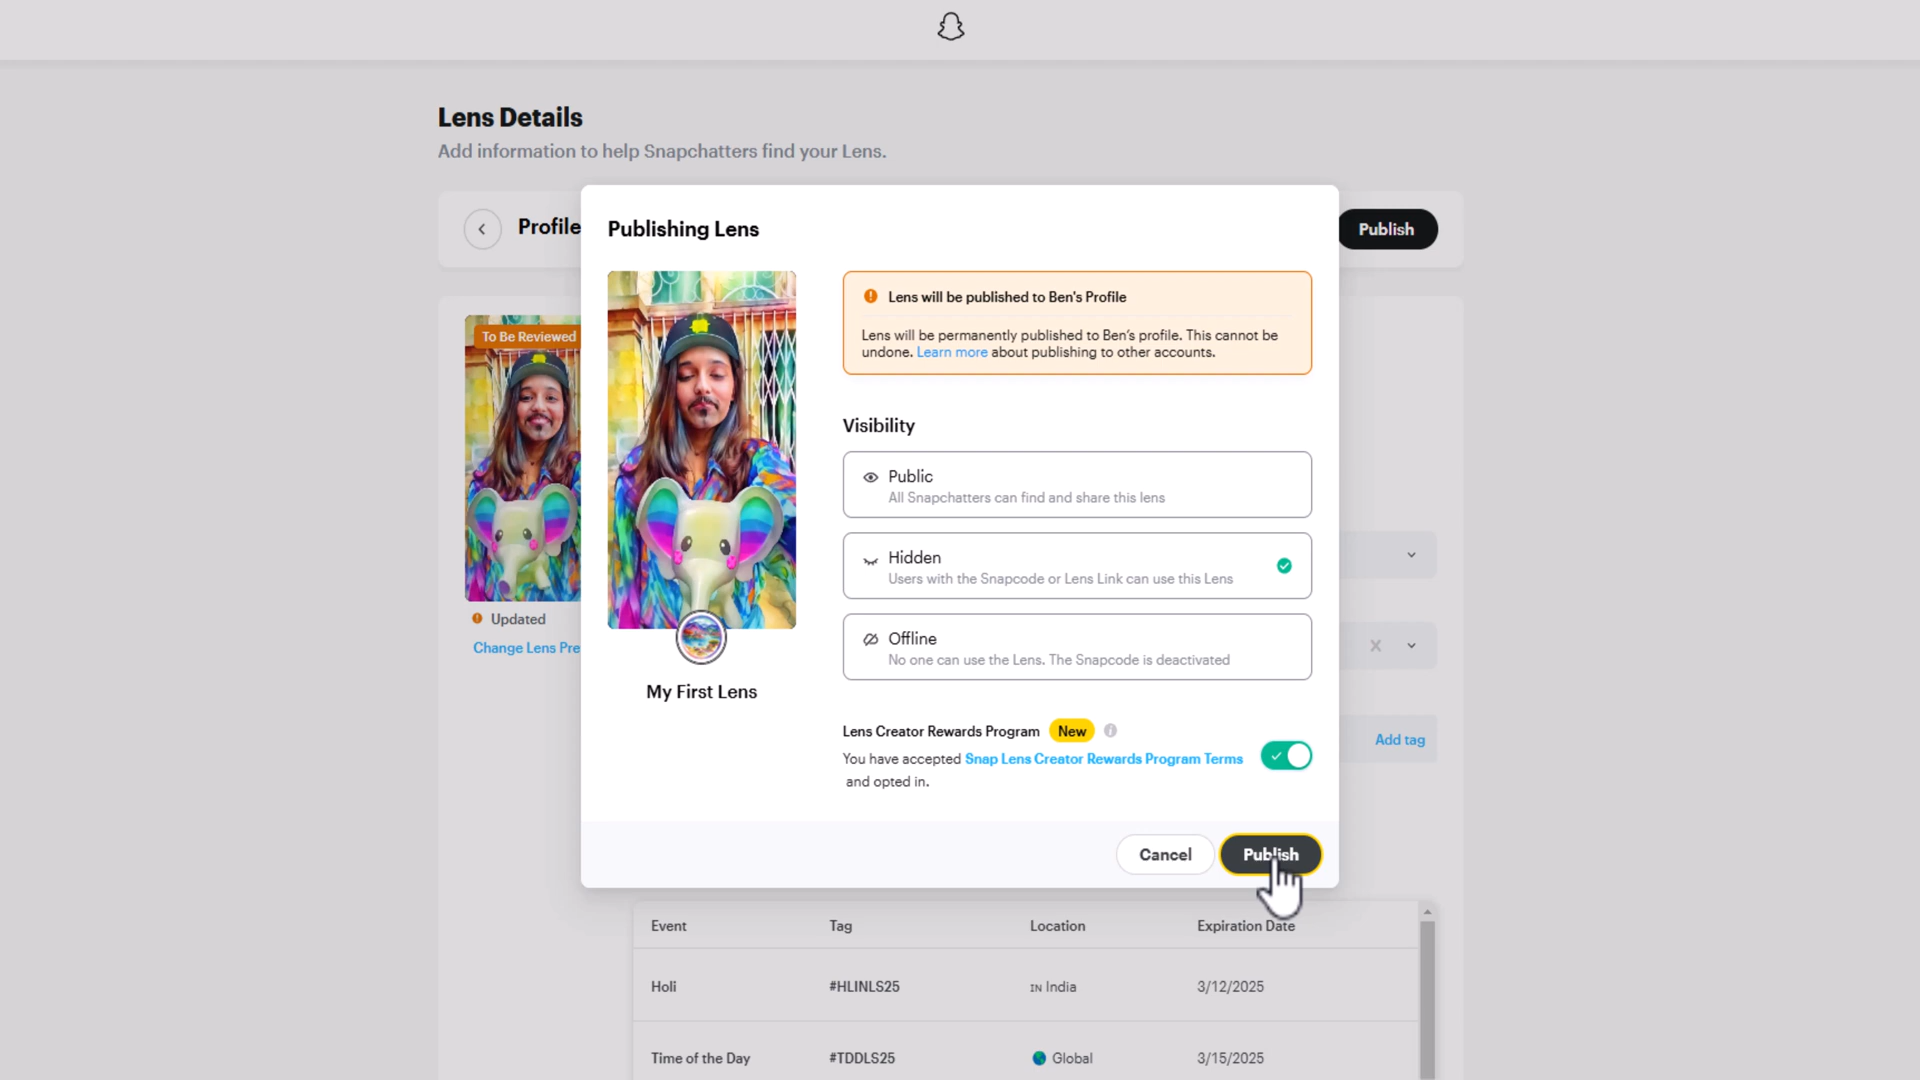 Lens Details
Add information to help Snapchatters find your Lens.
Profile
Publish
To Be Reviewed
Updated
Change Lens Pre
Publishing Lens
My First Lens
Lens will be published to Ben's Profile
Lens will be permanently published to Ben's profile. This cannot be
undone. Learn more about publishing to other accounts.
Visibility
Public
All Snapchatters can find and share this lens
Hidden
Users with the Snapcode or Lens Link can use this Lens
Offline
No one can use the Lens. The Snapcode is deactivated
Lens Creator Rewards Program New
You have accepted Snap Lens Creator Rewards Program Terms
and opted in.
Add tag
Cancel Publish
Event Tag Location Expiration Date
Holi #HLINLS25 IN India 3/12/2025
Time of the Day #TDDLS25 Global 3/15/2025